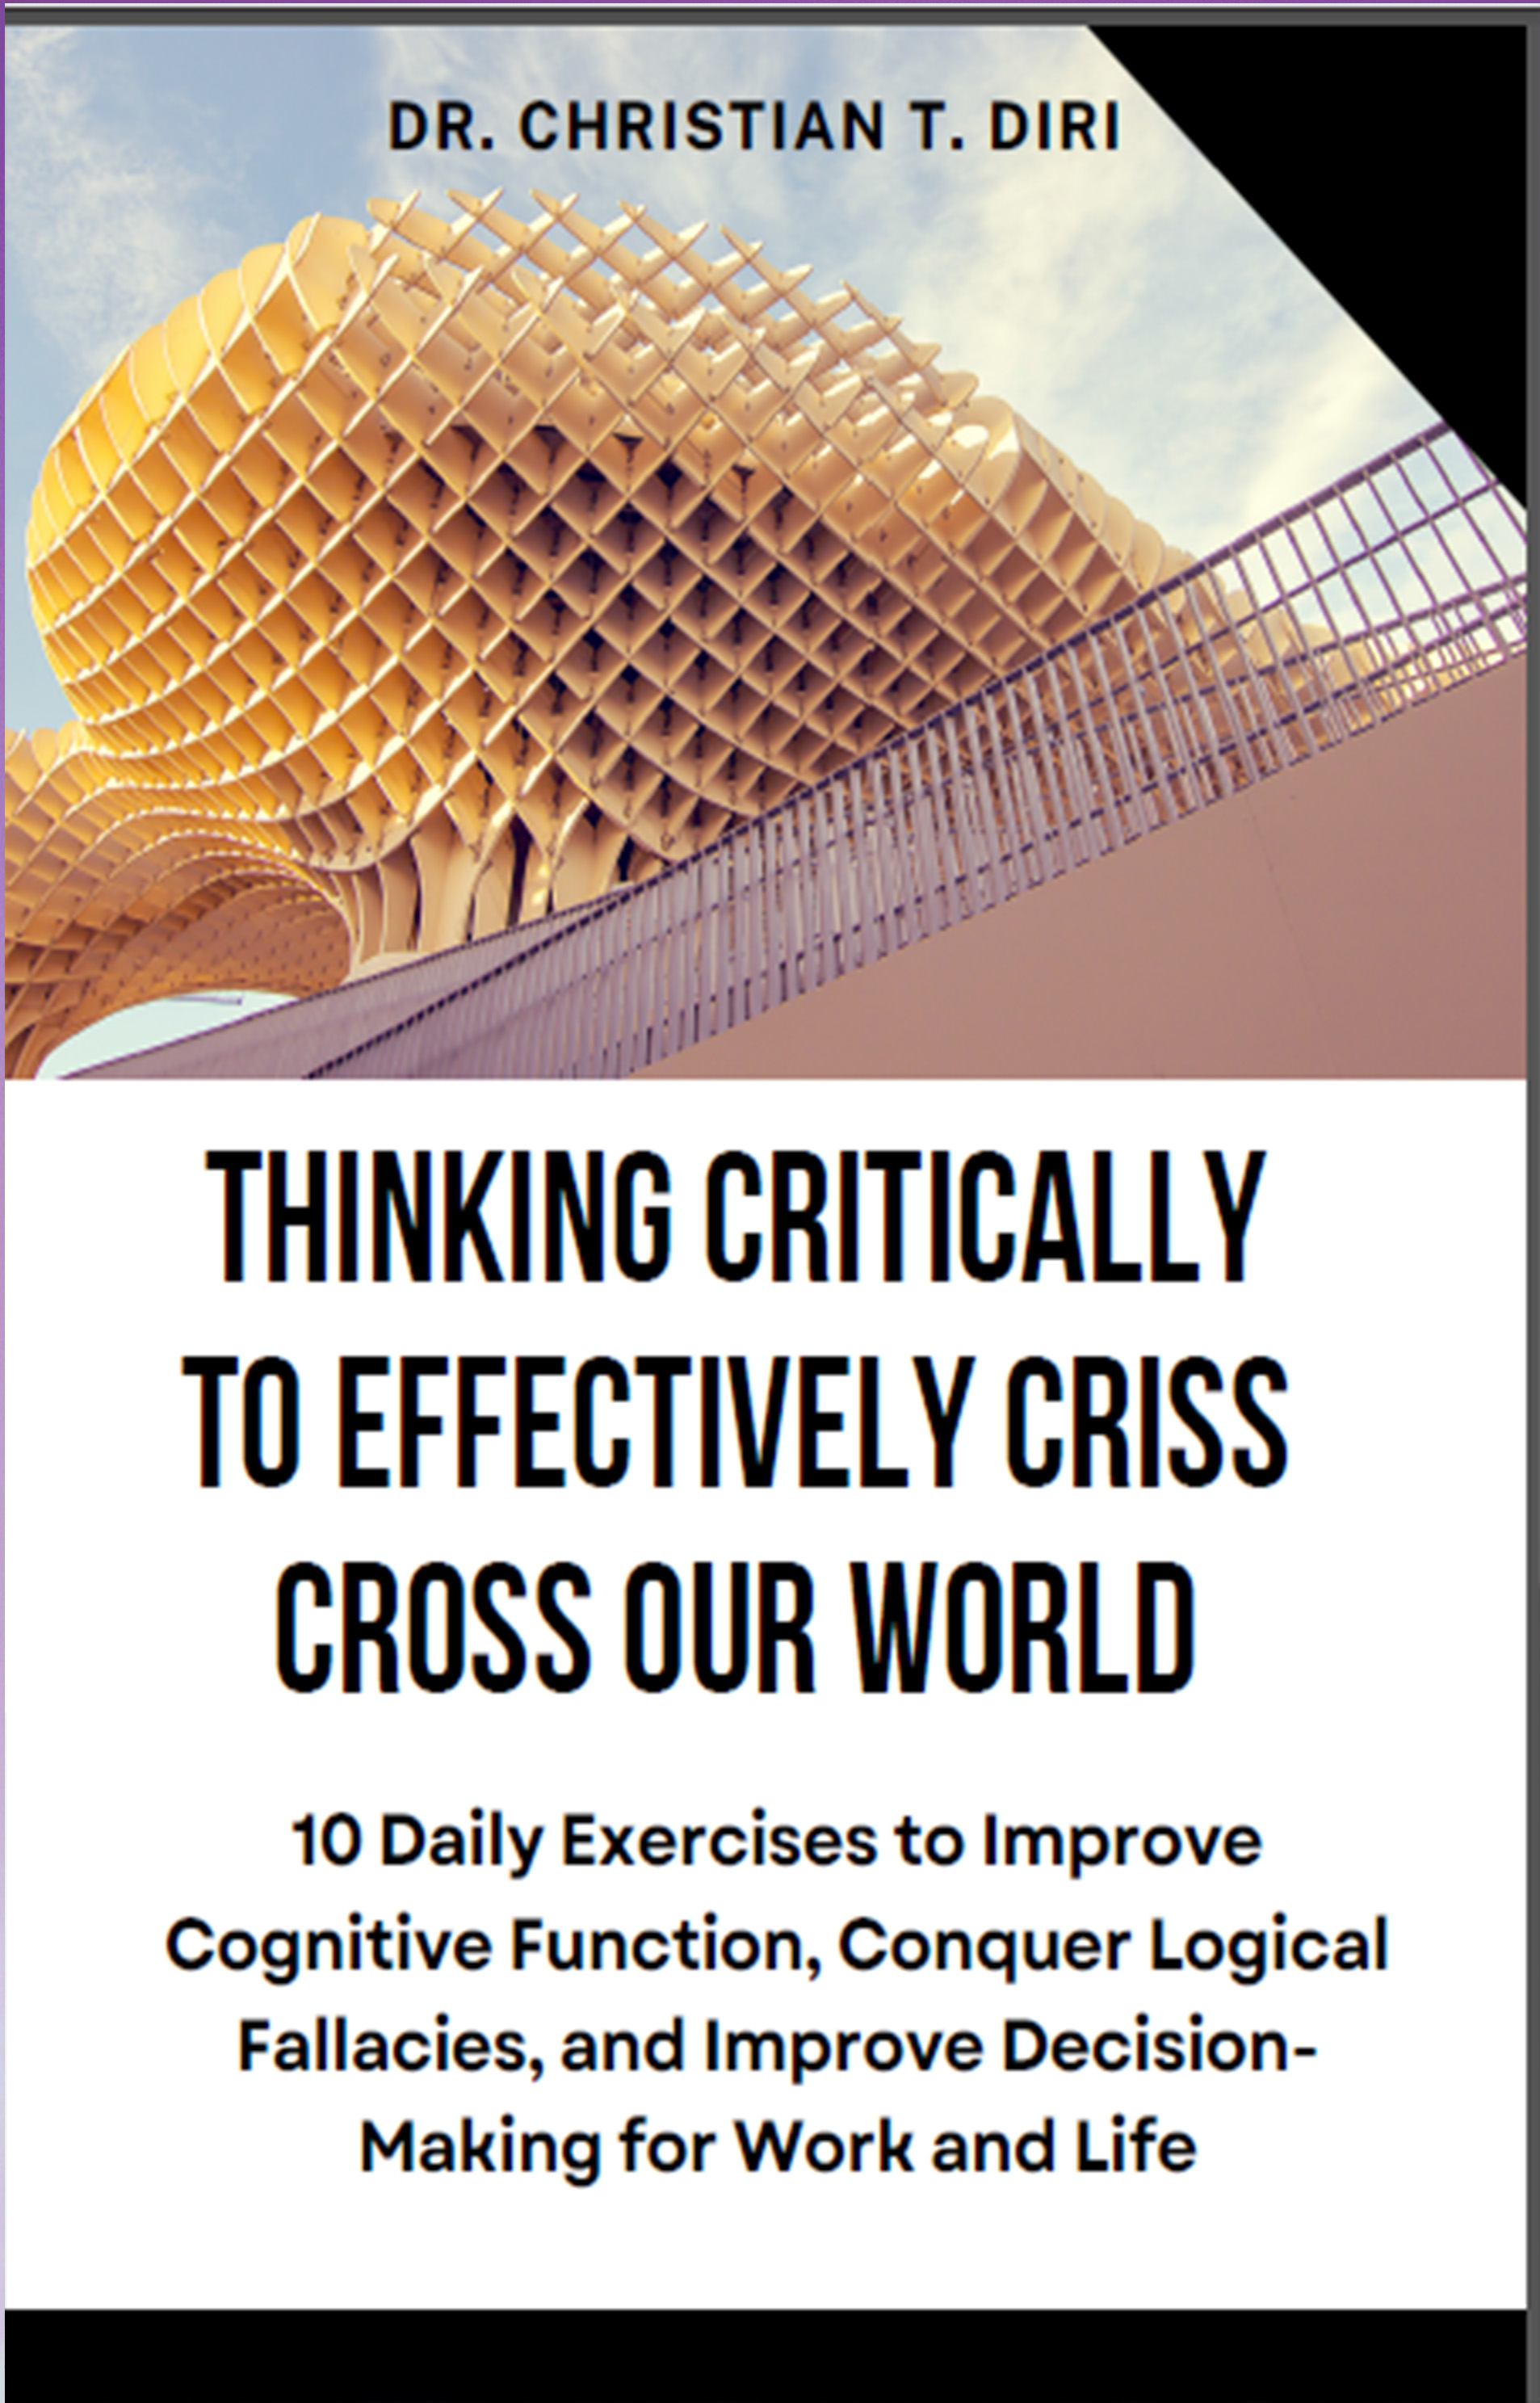 DR. CHRISTIAN T. DIRI
THINKING CRITICALLY
TO EFFECTIVELY CRISS
CROSS OUR WORLD
10 Daily Exercises to Improve
Cognitive Function, Conquer Logical
Fallacies, and Improve Decision-
Making for Work and Life